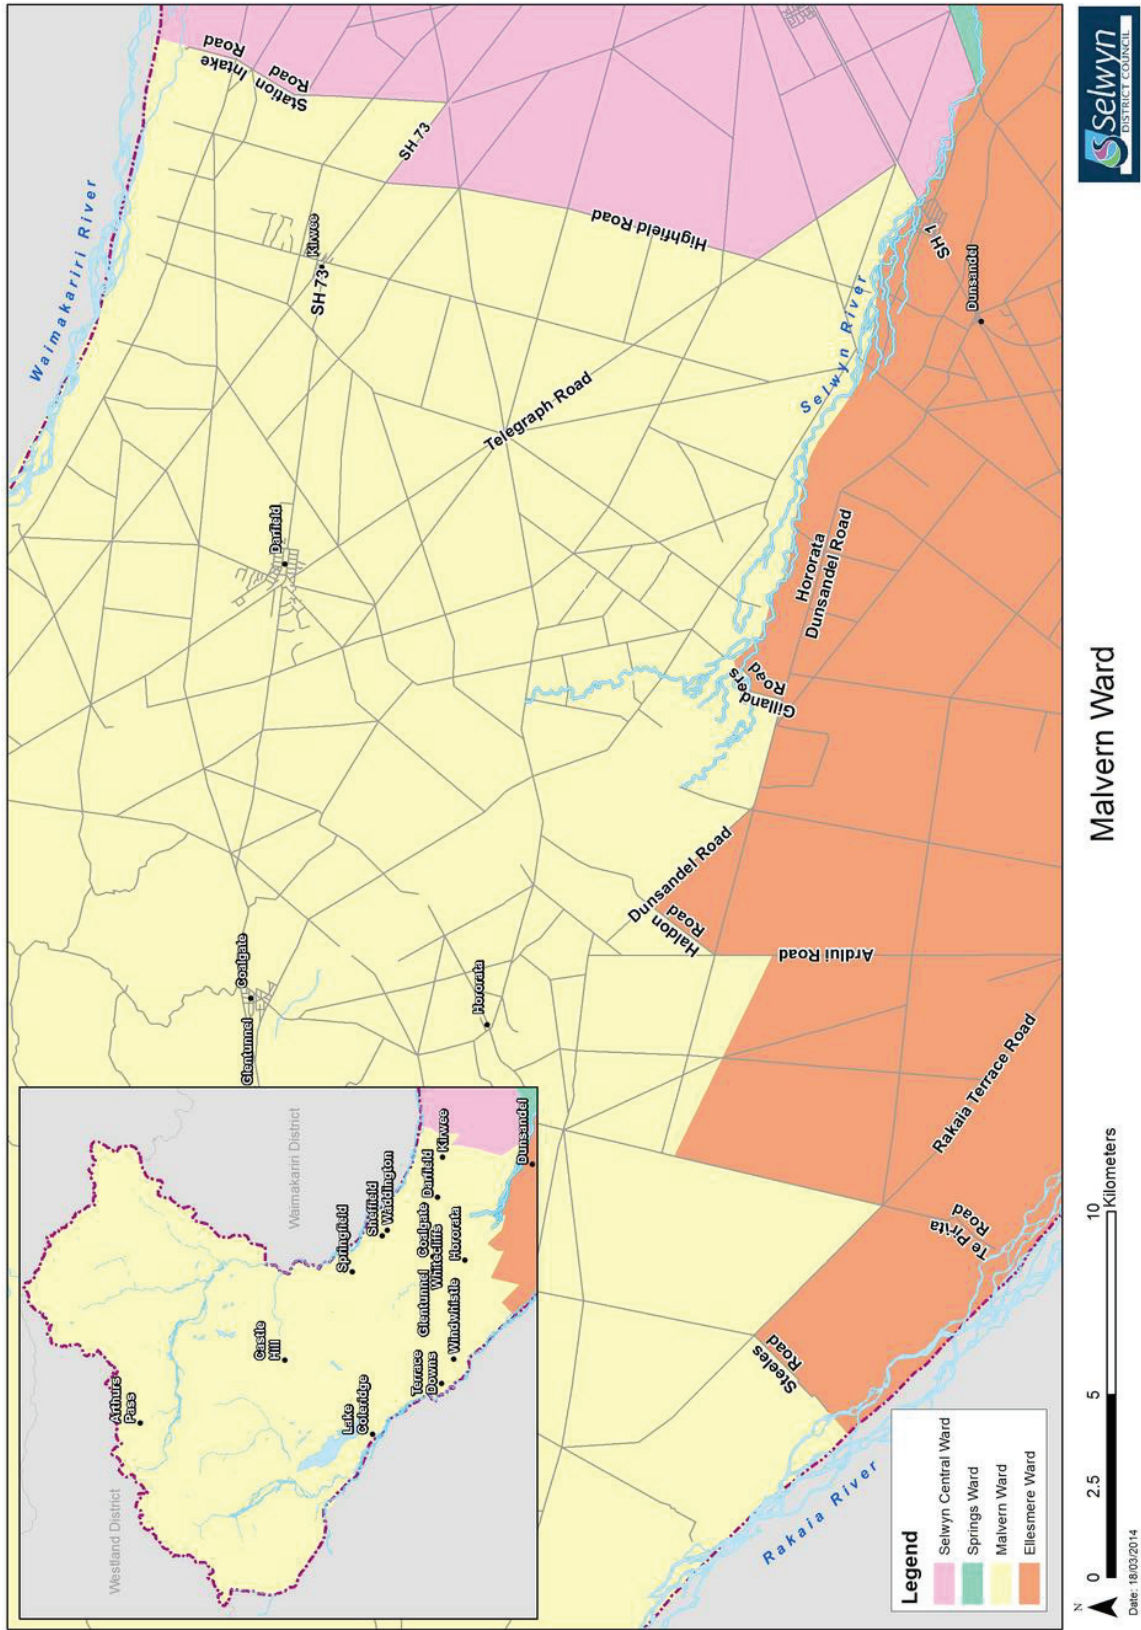 Westland District
Waimakariri District
Arthurs
Pass
Castle
Hill
Lake
Coleridge
Springfield
Sheffield
Waddington
Terrace
Downs
Windwhistle
Glentunnel
Coalgate
Whitecliffs
Hororata
Darfield
Kirwee
Dunsandel
Waimakariri River
Station Intake
Road
Road
SH 73
Kirwee
SH 73
Highfield Road
Telegraph Road
Darfield
Coalgate
Glentunnel
Hororata
Selwyn River
SH 1
Dunsandel
Hororata
Dunsandel Road
Gillanders
Road
Dunsandel Road
Haldon
Road
Ardlui Road
Rakaia Terrace Road
Te Pirita
Road
Steeles
Road
Rakaia River
Legend
Selwyn Central Ward
Springs Ward
Malvern Ward
Ellesmere Ward
N
0 2.5 5 10
Kilometers
Date: 18/03/2014
Malvern Ward
Selwyn
DISTRICT COUNCIL